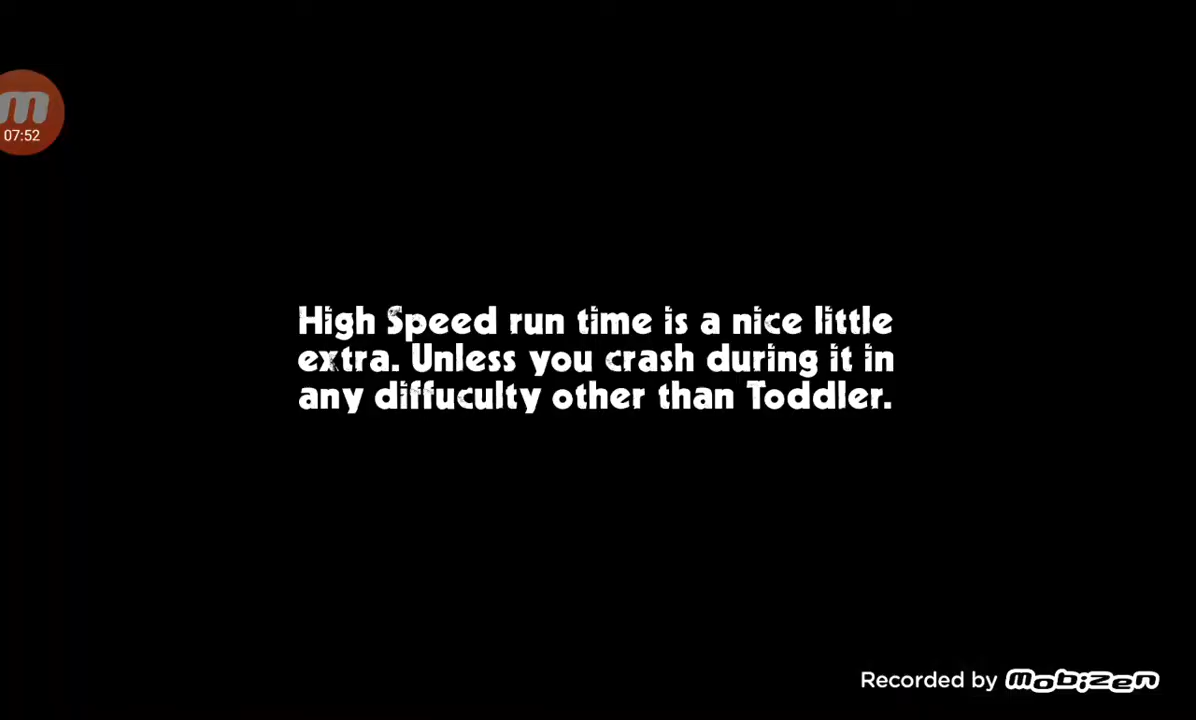 m
07:52
High Speed run time is a nice little
extra. Unless you crash during it in
any diffuculty other than Toddler.
Recorded by mobizen